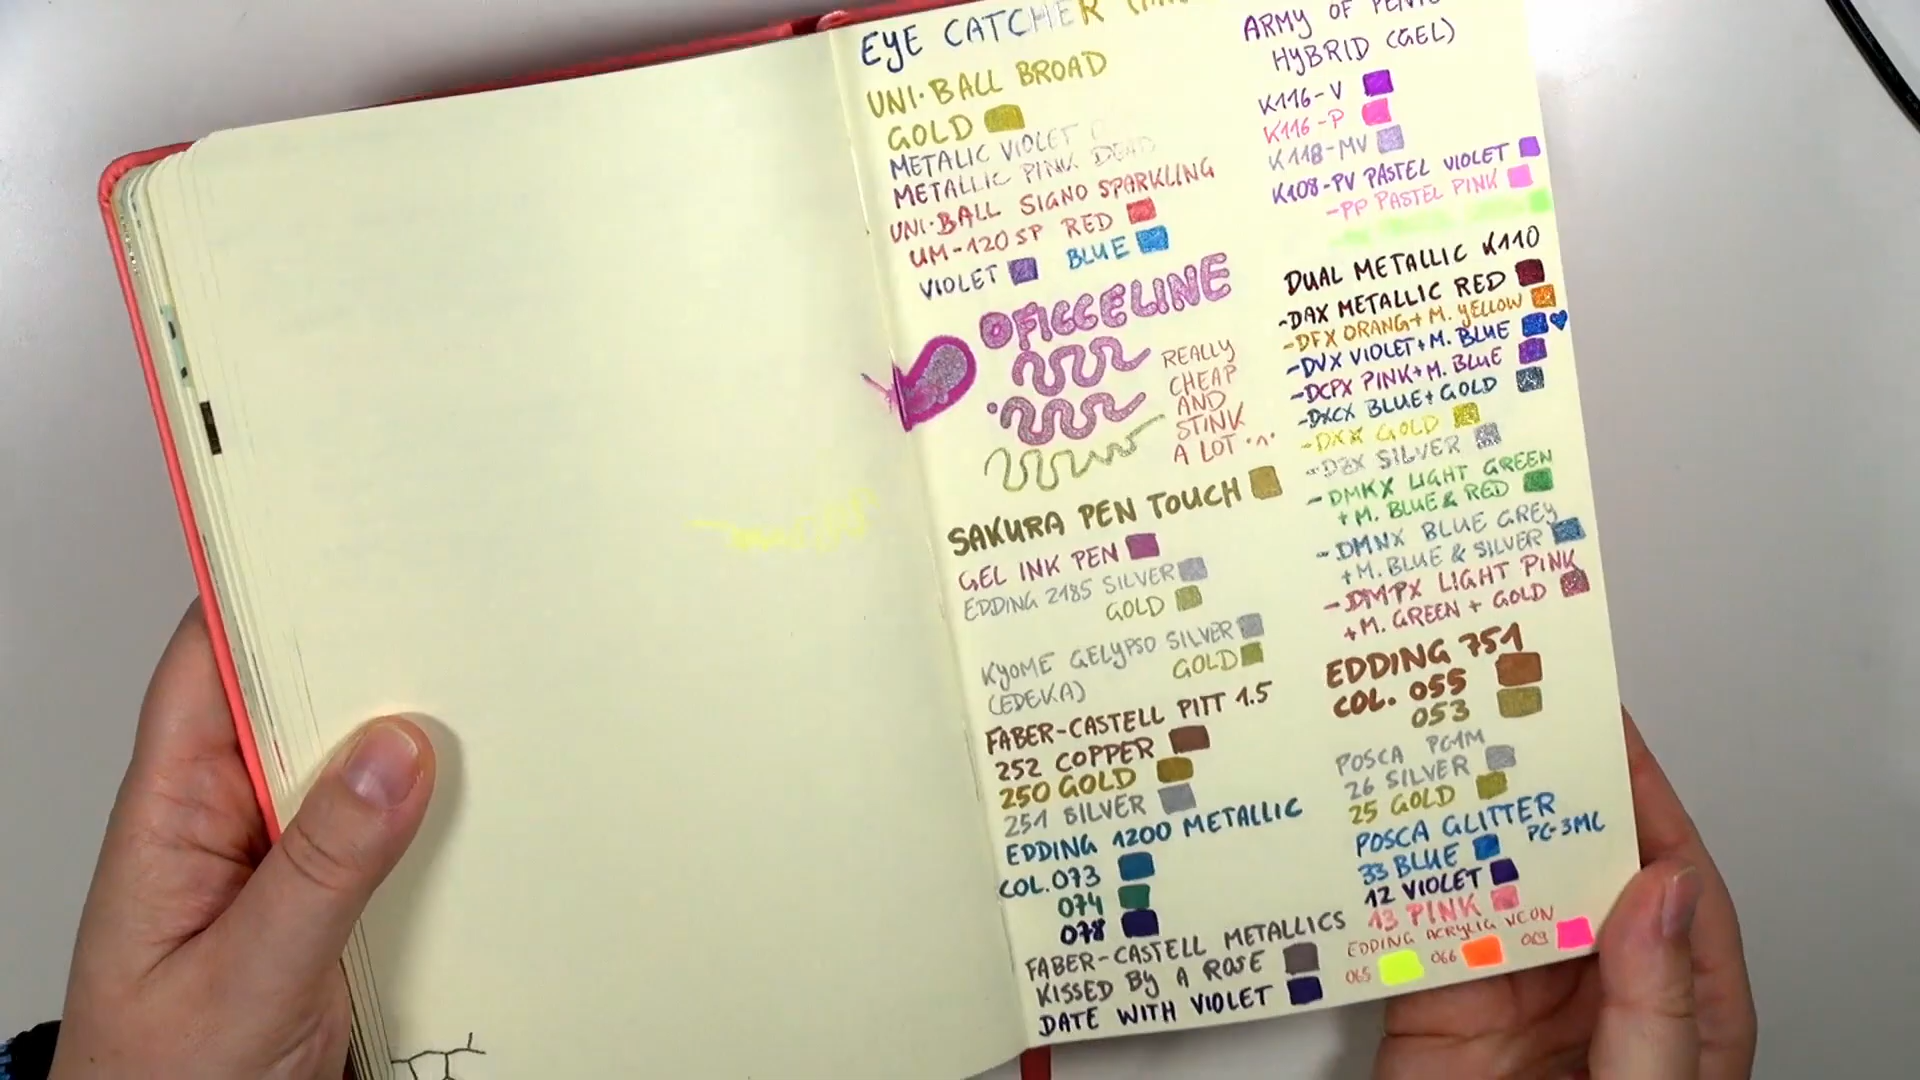 EYE CATCHER
UNI-BALL BROAD
GOLD
METALIC VIOLET
METALLIC PINK DEAD
UNI-BALL SIGNO SPARKLING
UM-120SP RED
VIOLET BLUE
OFICCELINE
REALLY
CHEAP
AND
STINK
A LOT
SAKURA PEN TOUCH
GEL INK PEN
EDDING 2185 SILVER
GOLD
KYOME GELYPSO SILVER
GOLD
(EDEKA)
FABER-CASTELL PITT 1.5
252 COPPER
250 GOLD
251 SILVER
EDDING 1200 METALLIC
COL.073
074
078
FABER-CASTELL METALLICS
KISSED BY A ROSE
DATE WITH VIOLET
ARMY OF
HYBRID (GEL)
K116-V
K116-P
K118-MV
K108-PV PASTEL VIOLET
-PP PASTEL PINK
DUAL METALLIC K110
-DAX METALLIC RED
-DFX ORANG+ M. YELLOW
-DVX VIOLET+M. BLUE
-DCPX PINK+M. BLUE
-DXCX BLUE+ GOLD
-DXX GOLD
-DZX SILVER
-DMKX LIGHT GREEN
+M. BLUE & RED
-DMNX BLUE GREY
+M. BLUE & SILVER
-DMPX LIGHT PINK
+M. GREEN + GOLD
EDDING 751
COL. 055
053
POSCA PC-1M
26 SILVER
25 GOLD
POSCA GLITTER
PC-3ML
33 BLUE
12 VIOLET
13 PINK
EDDING ACRYLIC NEON
065 066 069